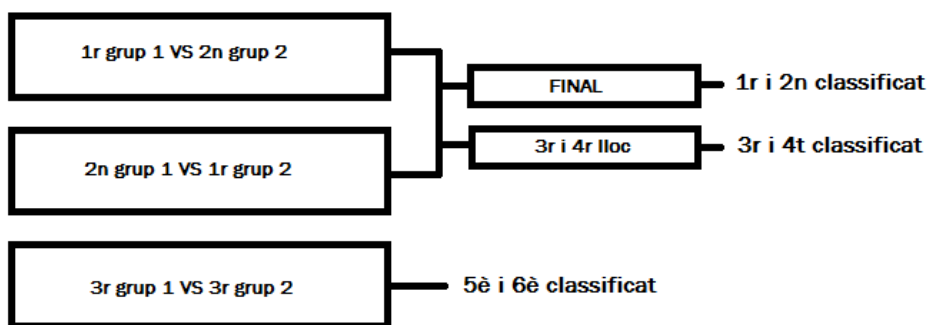 1r grup 1 VS 2n grup 2
FINAL
1r i 2n classificat
2n grup 1 VS 1r grup 2
3r i 4r lloc
3r i 4t classificat
3r grup 1 VS 3r grup 2
5è i 6è classificat